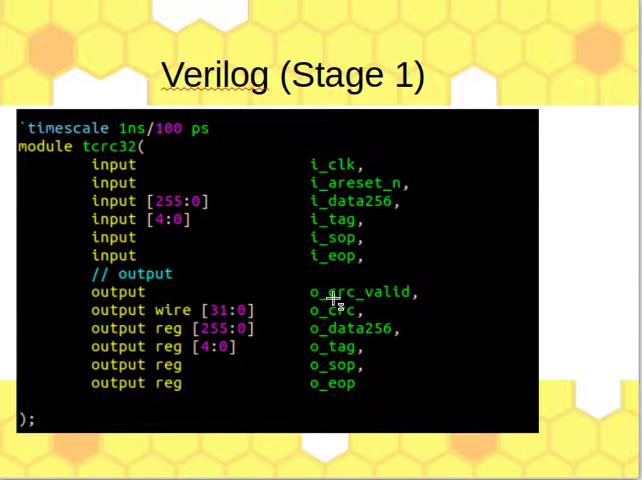 Verilog (Stage 1)
`timescale 1ns/100 ps
module tcrc32(
input i_clk,
input i_areset_n,
input [255:0] i_data256,
input [4:0] i_tag,
input i_sop,
input i_eop,
// output
output o_crc_valid,
output wire [31:0] o_crc,
output reg [255:0] o_data256,
output reg [4:0] o_tag,
output reg o_sop,
output reg o_eop
);